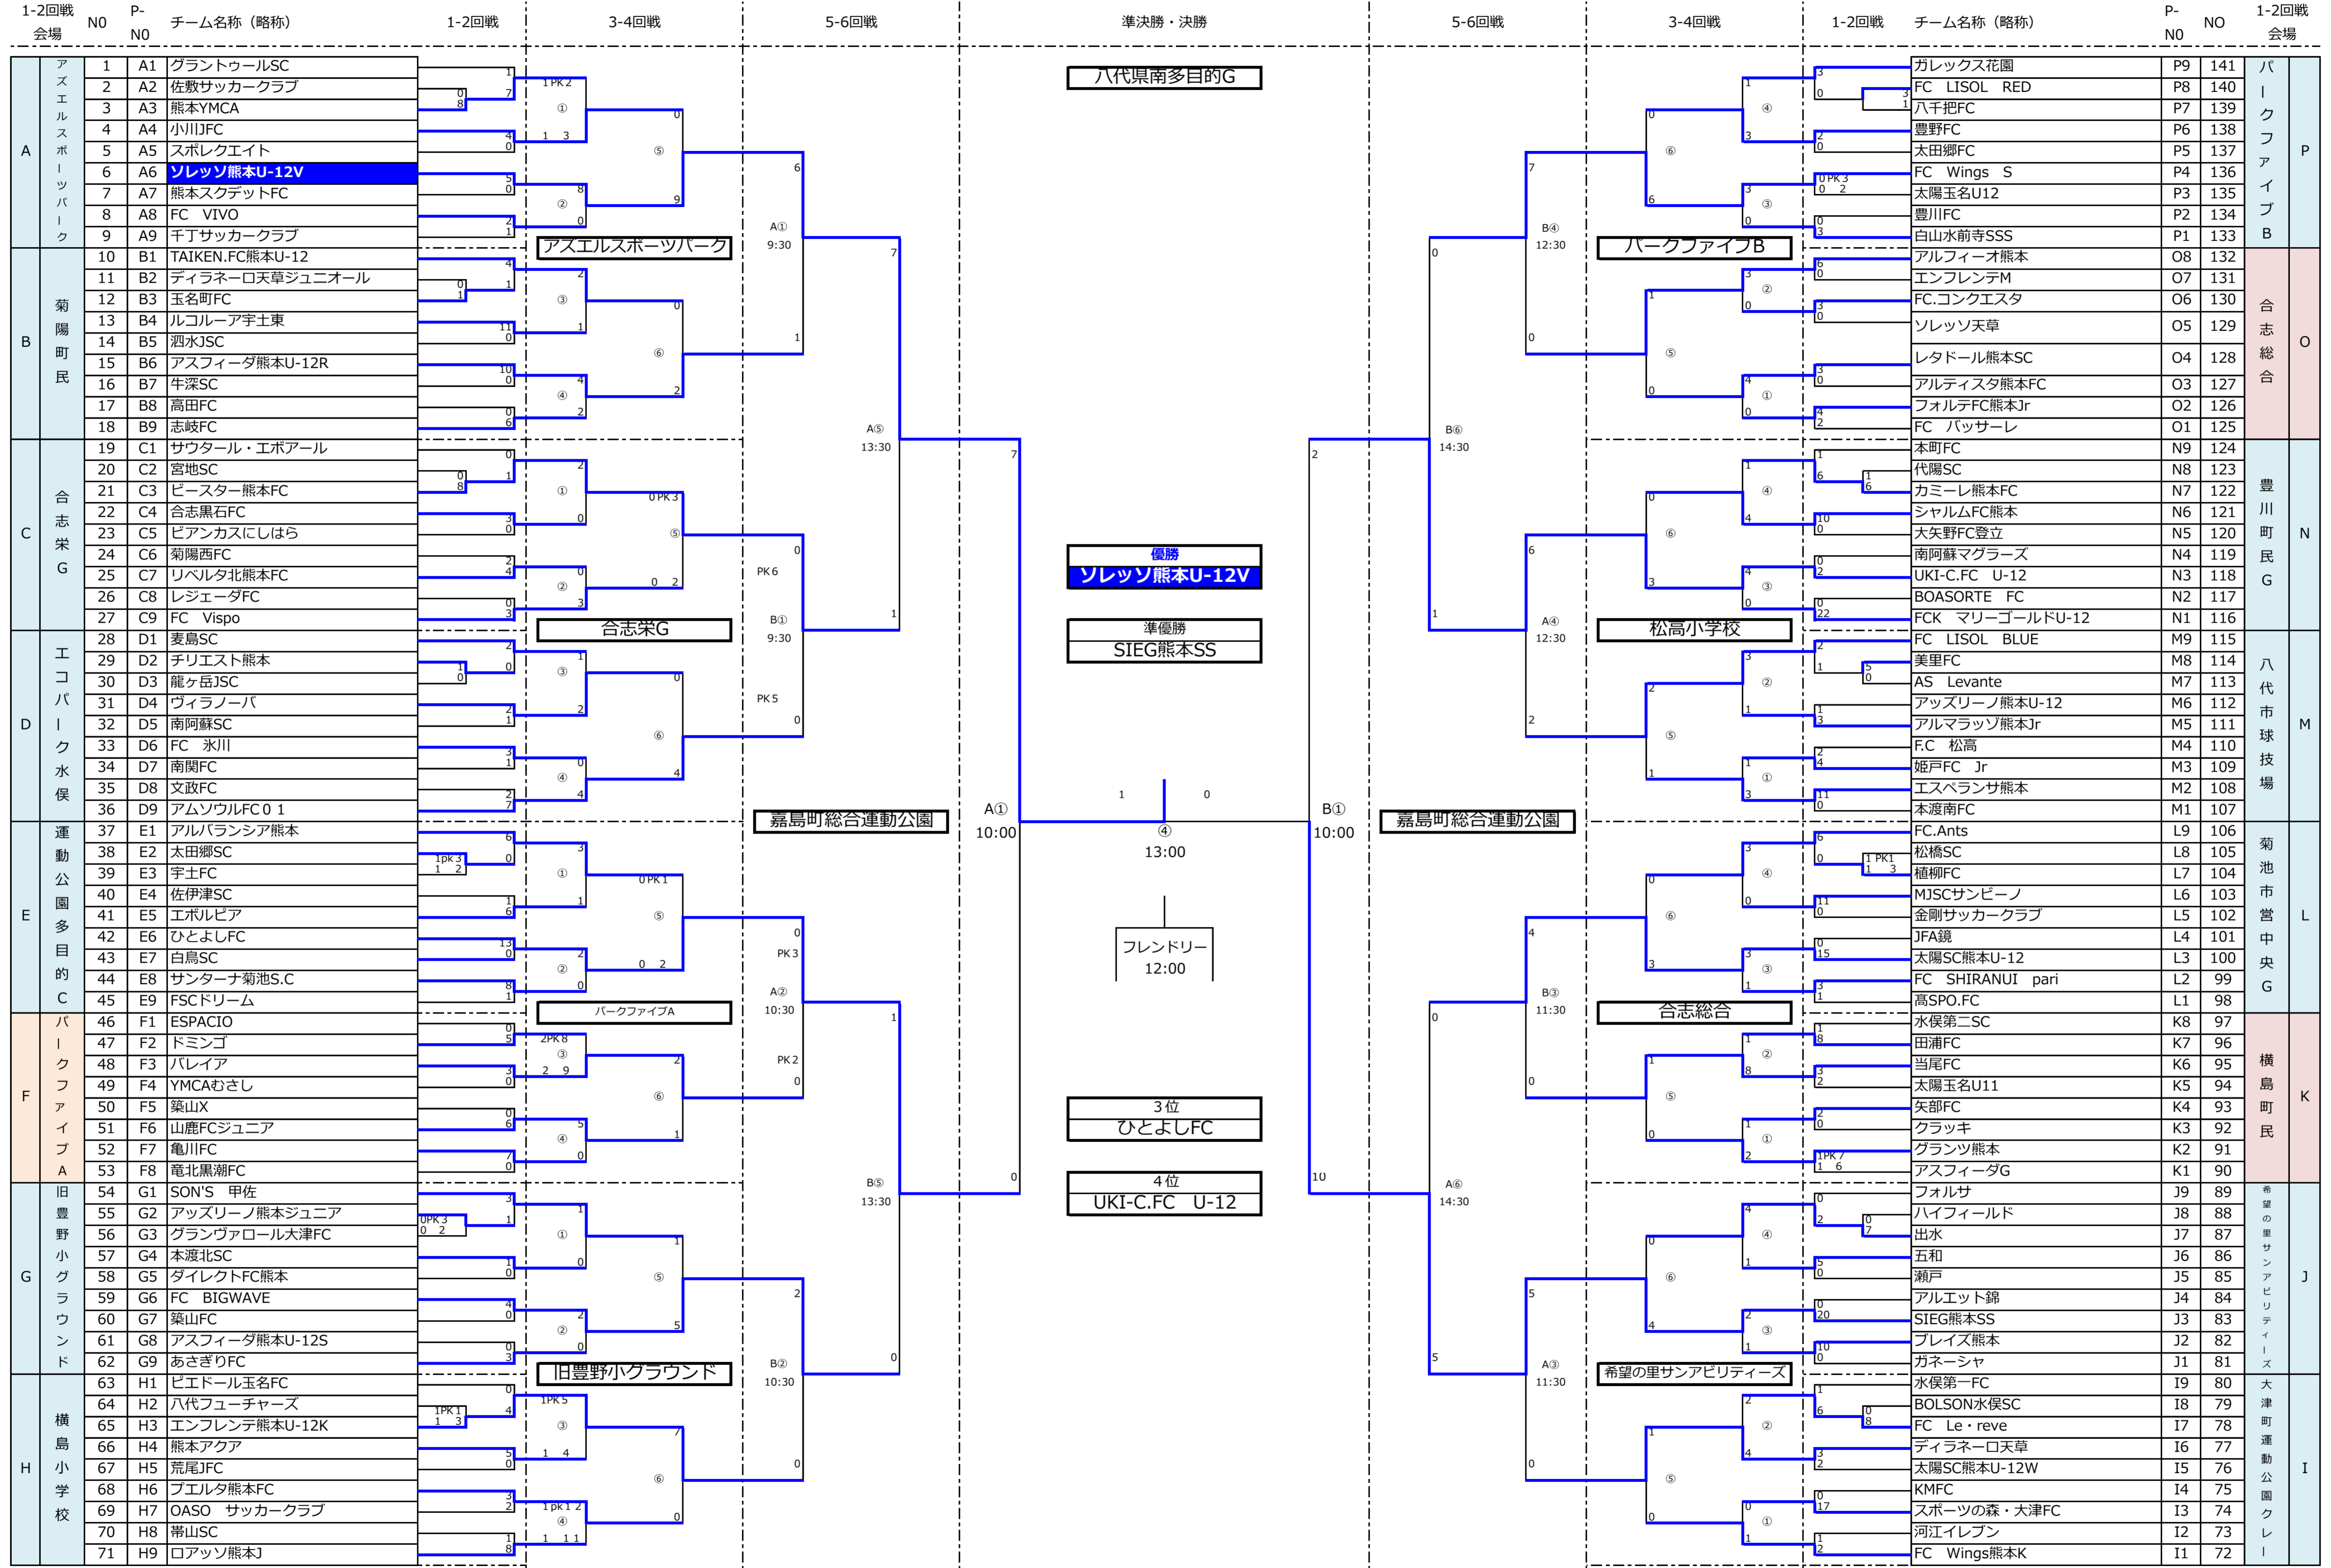 1-2回戦 会場 N0 P-N0 チーム名称（略称） 1-2回戦 3-4回戦 5-6回戦 準決勝・決勝 5-6回戦 3-4回戦 1-2回戦 チーム名称（略称） P-N0 NO 1-2回戦 会場
A アズエルスポーツパーク
1 A1 グラントゥールSC
2 A2 佐敷サッカークラブ
3 A3 熊本YMCA
4 A4 小川JFC
5 A5 スポレクエイト
6 A6 ソレッソ熊本U-12V
7 A7 熊本スクデットFC
8 A8 FC VIVO
9 A9 千丁サッカークラブ
B 菊陽町民
10 B1 TAIKEN.FC熊本U-12
11 B2 ディラネーロ天草ジュニオール
12 B3 玉名町FC
13 B4 ルコルーア宇土東
14 B5 泗水JSC
15 B6 アスフィーダ熊本U-12R
16 B7 牛深SC
17 B8 高田FC
18 B9 志岐FC
C 合志栄G
19 C1 サウタール・エボアール
20 C2 宮地SC
21 C3 ビースター熊本FC
22 C4 合志黒石FC
23 C5 ビアンカスにしはら
24 C6 菊陽西FC
25 C7 リベルタ北熊本FC
26 C8 レジェーダFC
27 C9 FC Vispo
D エコパーク水俣
28 D1 麦島SC
29 D2 チリエスト熊本
30 D3 龍ヶ岳JSC
31 D4 ヴィラノーバ
32 D5 南阿蘇SC
33 D6 FC 氷川
34 D7 南関FC
35 D8 文政FC
36 D9 アムソウルFC０１
E 運動公園多目的C
37 E1 アルバランシア熊本
38 E2 太田郷SC
39 E3 宇土FC
40 E4 佐伊津SC
41 E5 エボルピア
42 E6 ひとよしFC
43 E7 白鳥SC
44 E8 サンターナ菊池S.C
45 E9 FSCドリーム
F パークファイブA
46 F1 ESPACIO
47 F2 ドミンゴ
48 F3 バレイア
49 F4 YMCAむさし
50 F5 築山X
51 F6 山鹿FCジュニア
52 F7 亀川FC
53 F8 竜北黒潮FC
G 旧豊野小グラウンド
54 G1 SON'S 甲佐
55 G2 アッズリーノ熊本ジュニア
56 G3 グランヴァロール大津FC
57 G4 本渡北SC
58 G5 ダイレクトFC熊本
59 G6 FC BIGWAVE
60 G7 築山FC
61 G8 アスフィーダ熊本U-12S
62 G9 あさぎりFC
H 横島小学校
63 H1 ピエドール玉名FC
64 H2 八代フューチャーズ
65 H3 エンフレンテ熊本U-12K
66 H4 熊本アクア
67 H5 荒尾JFC
68 H6 プエルタ熊本FC
69 H7 OASO サッカークラブ
70 H8 帯山SC
71 H9 ロアッソ熊本J
アズエルスポーツパーク
合志栄G
パークファイブA
旧豊野小グラウンド
嘉島町総合運動公園
A① 9:30
B① 9:30
A② 10:30
B② 10:30
A⑤ 13:30
B⑤ 13:30
PK6
PK5
PK3
PK2
八代県南多目的G
優勝
ソレッソ熊本U-12V
準優勝
SIEG熊本SS
A① 10:00
1 0
④
13:00
B① 10:00
フレンドリー
12:00
３位
ひとよしFC
４位
UKI-C.FC U-12
嘉島町総合運動公園
B④ 12:30
A④ 12:30
B③ 11:30
A③ 11:30
B⑥ 14:30
A⑥ 14:30
パークファイブB
松高小学校
合志総合
希望の里サンアビリティーズ
パークファイブB P
ガレックス花園 P9 141
FC LISOL RED P8 140
八千把FC P7 139
豊野FC P6 138
太田郷FC P5 137
FC Wings S P4 136
太陽玉名U12 P3 135
豊川FC P2 134
白山水前寺SSS P1 133
合志総合 O
アルフィーオ熊本 O8 132
エンフレンテM O7 131
FC.コンクエスタ O6 130
ソレッソ天草 O5 129
レタドール熊本SC O4 128
アルティスタ熊本FC O3 127
フォルテFC熊本Jr O2 126
FC バッサーレ O1 125
豊川町民G N
本町FC N9 124
代陽SC N8 123
カミーレ熊本FC N7 122
シャルムFC熊本 N6 121
大矢野FC登立 N5 120
南阿蘇マグラーズ N4 119
UKI-C.FC U-12 N3 118
BOASORTE FC N2 117
FCK マリーゴールドU-12 N1 116
八代市球技場 M
FC LISOL BLUE M9 115
美里FC M8 114
AS Levante M7 113
アッズリーノ熊本U-12 M6 112
アルマラッゾ熊本Jr M5 111
F.C 松高 M4 110
姫戸FC Jr M3 109
エスペランサ熊本 M2 108
本渡南FC M1 107
菊池市営中央G L
FC.Ants L9 106
松橋SC L8 105
植柳FC L7 104
MJSCサンビーノ L6 103
金剛サッカークラブ L5 102
JFA鏡 L4 101
太陽SC熊本U-12 L3 100
FC SHIRANUI pari L2 99
髙SPO.FC L1 98
横島町民 K
水俣第二SC K8 97
田浦FC K7 96
当尾FC K6 95
太陽玉名U11 K5 94
矢部FC K4 93
クラッキ K3 92
グランツ熊本 K2 91
アスフィーダG K1 90
希望の里サンアビリティーズ J
フォルサ J9 89
ハイフィールド J8 88
出水 J7 87
五和 J6 86
瀬戸 J5 85
アルエット錦 J4 84
SIEG熊本SS J3 83
ブレイズ熊本 J2 82
ガネーシャ J1 81
大津町運動公園クレー I
水俣第一FC I9 80
BOLSON水俣SC I8 79
FC Le・reve I7 78
ディラネーロ天草 I6 77
太陽SC熊本U-12W I5 76
KMFC I4 75
スポーツの森・大津FC I3 74
河江イレブン I2 73
FC Wings熊本K I1 72